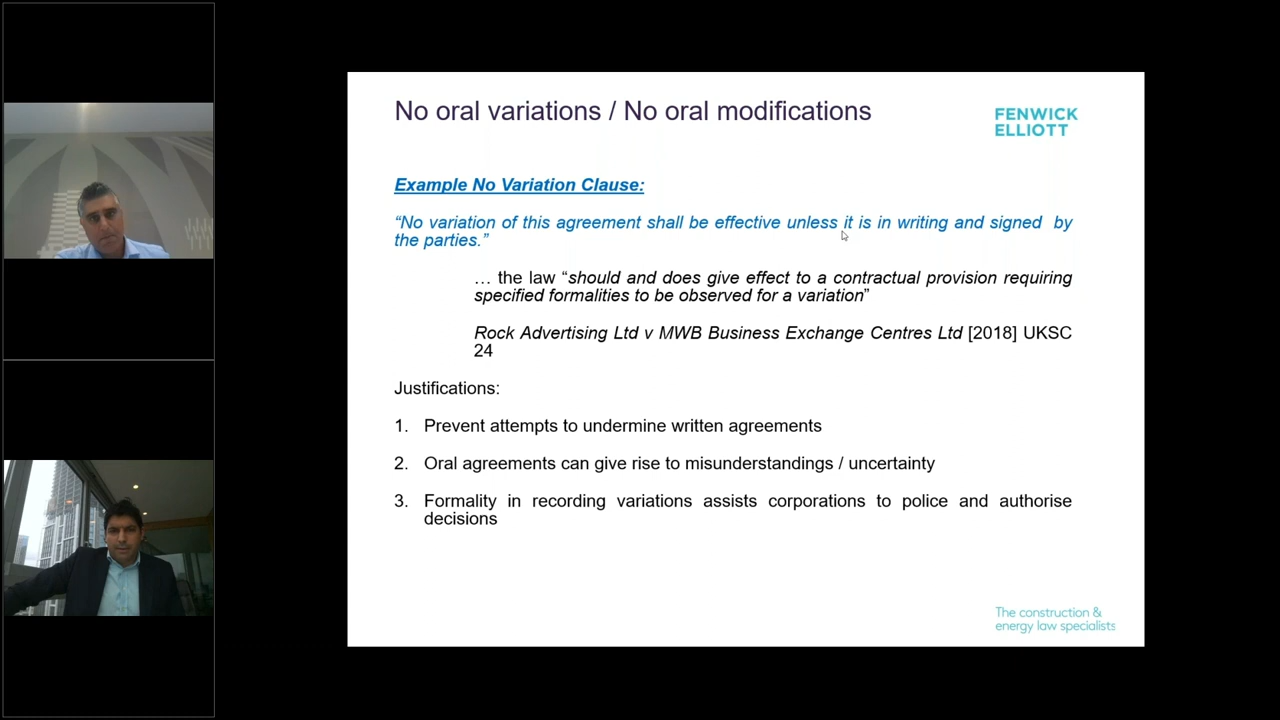 No oral variations / No oral modifications
FENWICK
ELLIOTT
Example No Variation Clause:
“No variation of this agreement shall be effective unless it is in writing and signed by
the parties.”
… the law “should and does give effect to a contractual provision requiring
specified formalities to be observed for a variation”
Rock Advertising Ltd v MWB Business Exchange Centres Ltd [2018] UKSC
24
Justifications:
1. Prevent attempts to undermine written agreements
2. Oral agreements can give rise to misunderstandings / uncertainty
3. Formality in recording variations assists corporations to police and authorise
decisions
The construction &
energy law specialists